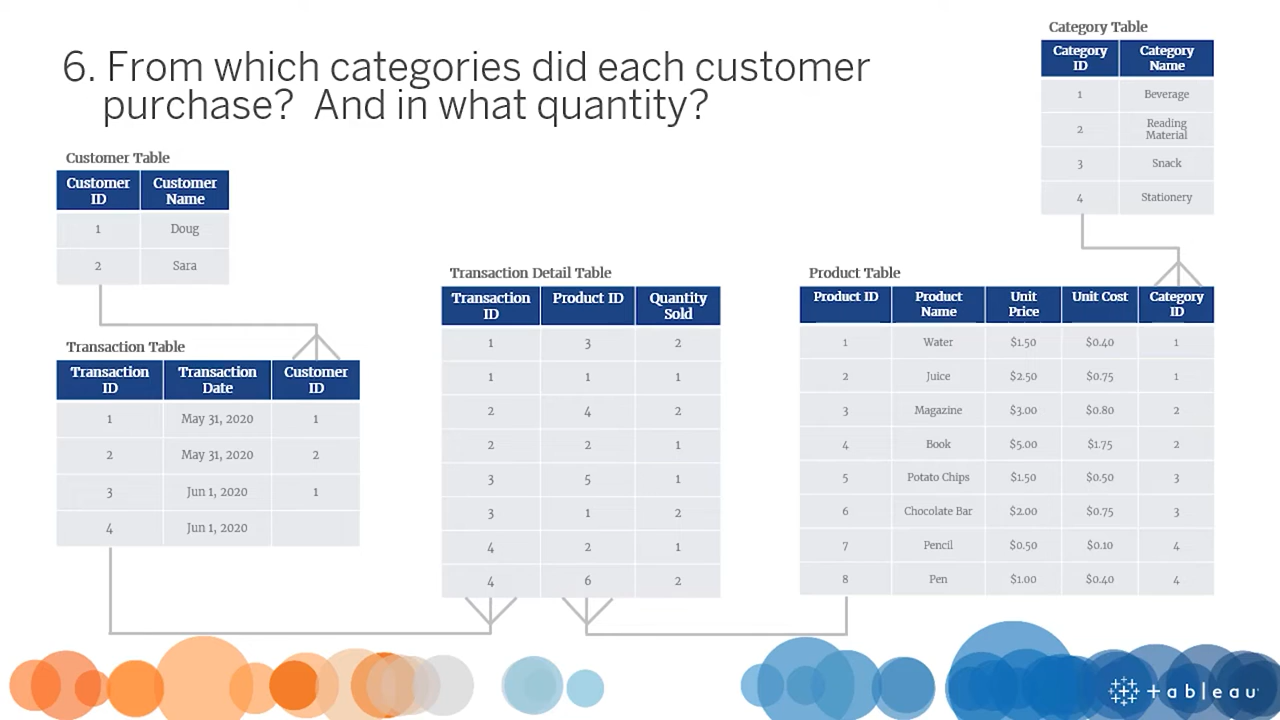 6. From which categories did each customer
purchase? And in what quantity?
Category Table
Category ID | Category Name
1 | Beverage
2 | Reading Material
3 | Snack
4 | Stationery
Customer Table
Customer ID | Customer Name
1 | Doug
2 | Sara
Transaction Table
Transaction ID | Transaction Date | Customer ID
1 | May 31, 2020 | 1
2 | May 31, 2020 | 2
3 | Jun 1, 2020 | 1
4 | Jun 1, 2020 |
Transaction Detail Table
Transaction ID | Product ID | Quantity Sold
1 | 3 | 2
1 | 1 | 1
2 | 4 | 2
2 | 2 | 1
3 | 5 | 1
3 | 1 | 2
4 | 2 | 1
4 | 6 | 2
Product Table
Product ID | Product Name | Unit Price | Unit Cost | Category ID
1 | Water | $1.50 | $0.40 | 1
2 | Juice | $2.50 | $0.75 | 1
3 | Magazine | $3.00 | $0.80 | 2
4 | Book | $5.00 | $1.75 | 2
5 | Potato Chips | $1.50 | $0.50 | 3
6 | Chocolate Bar | $2.00 | $0.75 | 3
7 | Pencil | $0.50 | $0.10 | 4
8 | Pen | $1.00 | $0.40 | 4
tableau